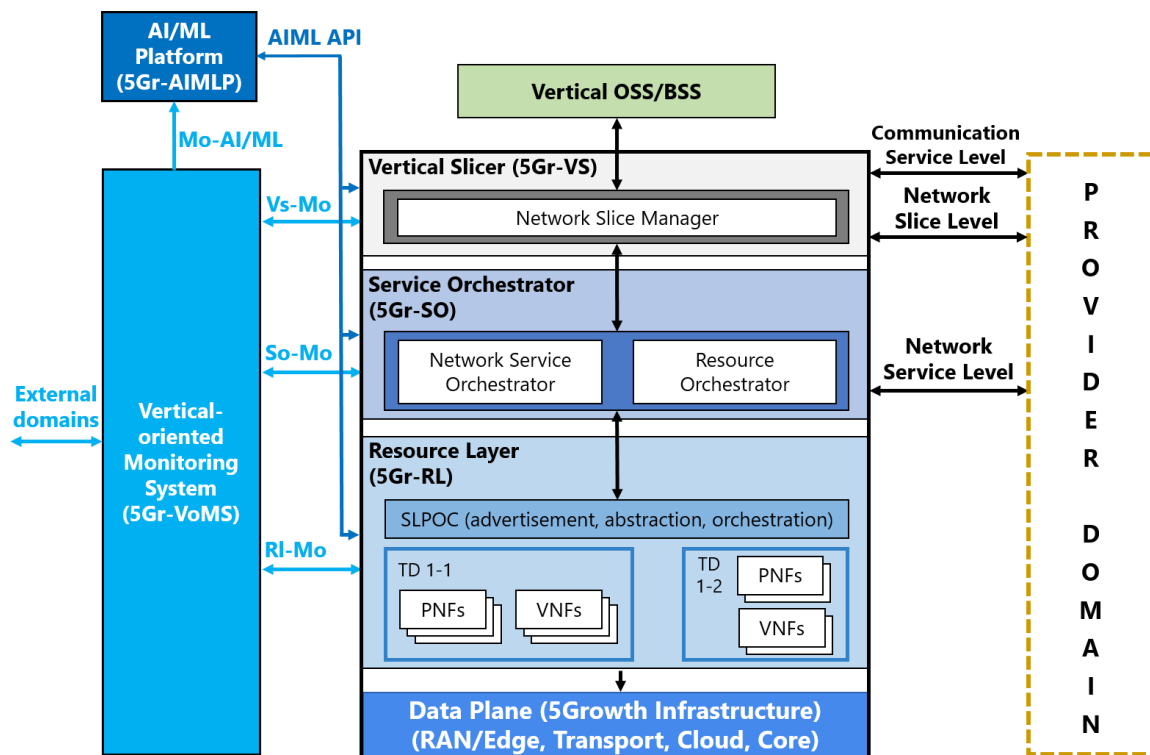 AI/ML
Platform
(5Gr-AIMLP)
AIML API
Mo-AI/ML
Vertical OSS/BSS
Vertical Slicer (5Gr-VS)
Network Slice Manager
Communication
Service Level
Network
Slice Level
Vs-Mo
Service Orchestrator
(5Gr-SO)
Network Service
Orchestrator
Resource
Orchestrator
Network
Service Level
So-Mo
External
domains
Vertical-
oriented
Monitoring
System
(5Gr-VoMS)
Resource Layer
(5Gr-RL)
SLPOC (advertisement, abstraction, orchestration)
Rl-Mo
TD 1-1
PNFs
VNFs
TD
1-2
PNFs
VNFs
Data Plane (5Growth Infrastructure)
(RAN/Edge, Transport, Cloud, Core)
P
R
O
V
I
D
E
R
D
O
M
A
I
N